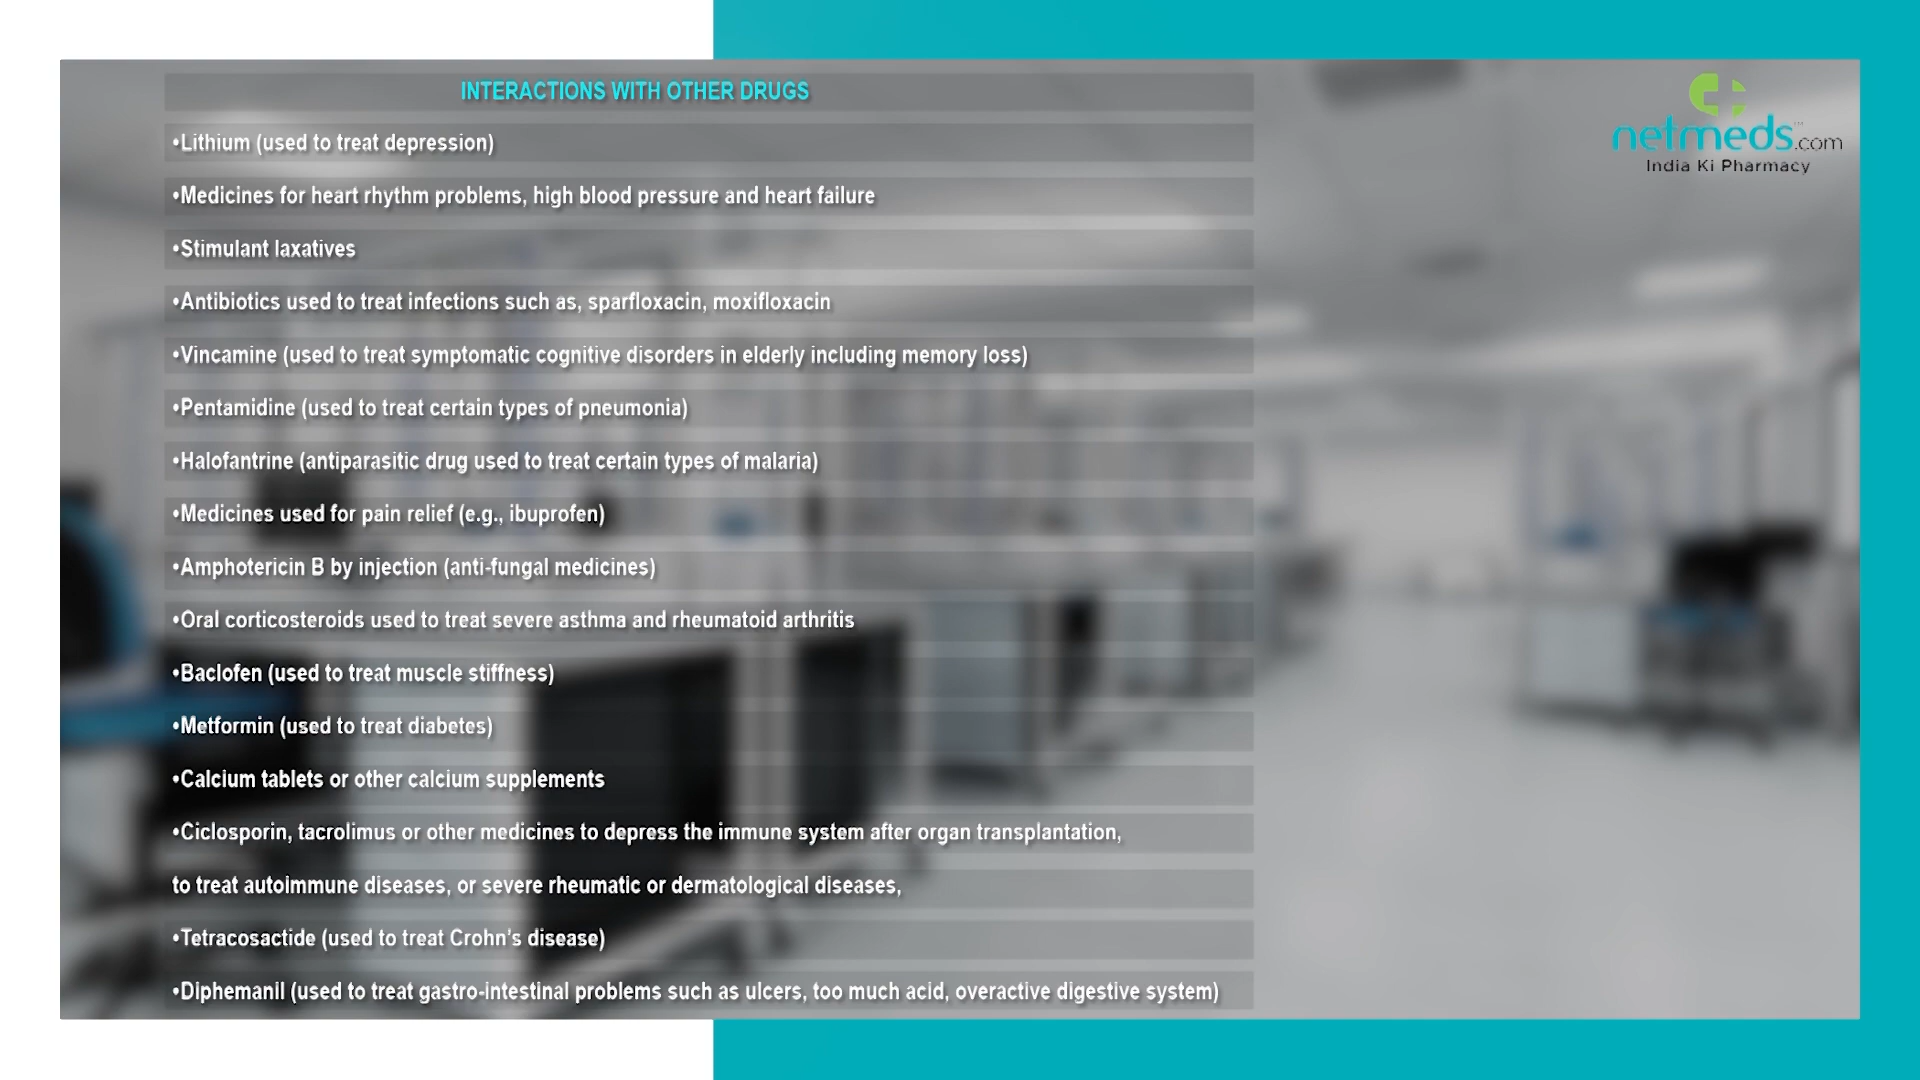 INTERACTIONS WITH OTHER DRUGS
netmeds.com
India Ki Pharmacy
•Lithium (used to treat depression)
•Medicines for heart rhythm problems, high blood pressure and heart failure
•Stimulant laxatives
•Antibiotics used to treat infections such as, sparfloxacin, moxifloxacin
•Vincamine (used to treat symptomatic cognitive disorders in elderly including memory loss)
•Pentamidine (used to treat certain types of pneumonia)
•Halofantrine (antiparasitic drug used to treat certain types of malaria)
•Medicines used for pain relief (e.g., ibuprofen)
•Amphotericin B by injection (anti-fungal medicines)
•Oral corticosteroids used to treat severe asthma and rheumatoid arthritis
•Baclofen (used to treat muscle stiffness)
•Metformin (used to treat diabetes)
•Calcium tablets or other calcium supplements
•Ciclosporin, tacrolimus or other medicines to depress the immune system after organ transplantation,
to treat autoimmune diseases, or severe rheumatic or dermatological diseases,
•Tetracosactide (used to treat Crohn's disease)
•Diphemanil (used to treat gastro-intestinal problems such as ulcers, too much acid, overactive digestive system)